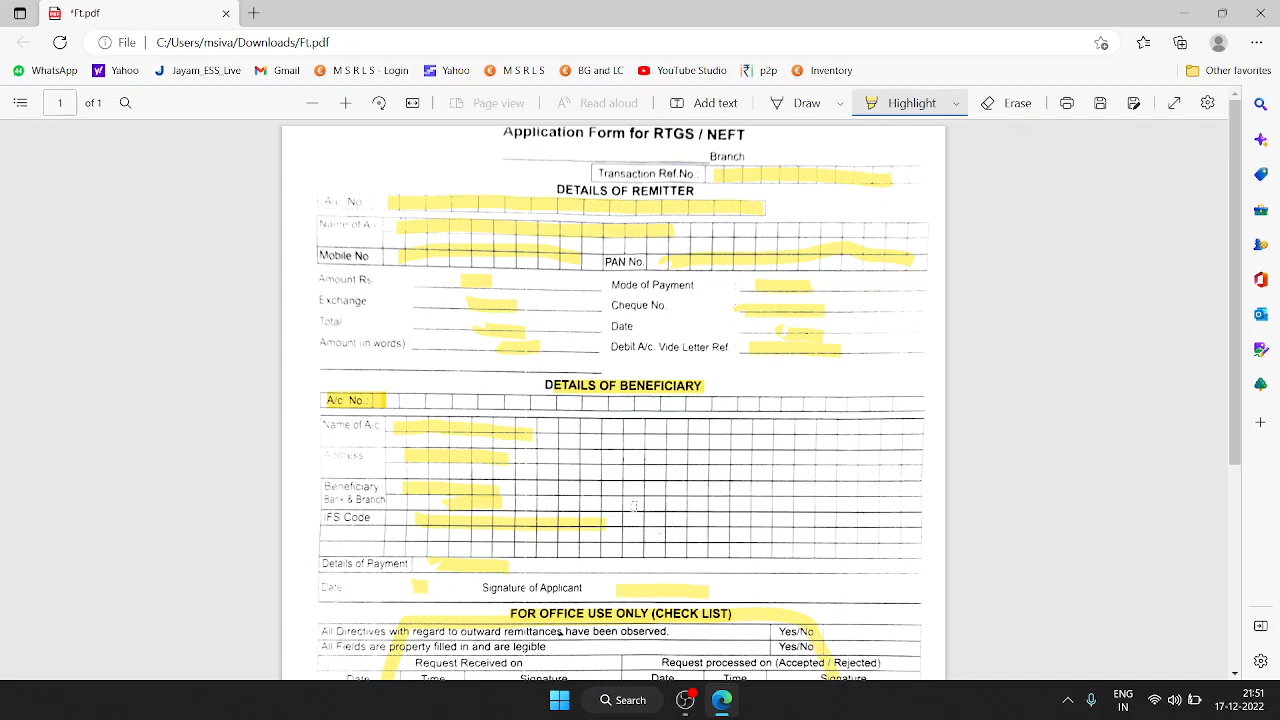 *Ft.pdf
File C:/Users/msiva/Downloads/Ft.pdf
WhatsApp Yahoo Jayam_ESS_Live Gmail M S R L S - Login Yahoo M S R L S BG and LC YouTube Studio p2p Inventory Other favorites
1 of 1 Page view Read aloud Add text Draw Highlight Erase
Application Form for RTGS / NEFT
Branch
Transaction Ref.No.:
DETAILS OF REMITTER
A/c No.
Name of A/
Mobile No PAN No.
Amount Rs. Mode of Payment
Exchange Cheque No.
Total Date
Amount (in words) Debit A/c. Vide Letter Ref. :
DETAILS OF BENEFICIARY
A/c. No.:
Name of A/c
Address
Beneficiary
Bank & Branch
IFS Code
Details of Payment
Date Signature of Applicant
FOR OFFICE USE ONLY (CHECK LIST)
All Directives with regard to outward remittances have been observed. Yes/No
All Fields are property filled in and are legible Yes/No
Request Received on Request processed on (Accepted / Rejected)
Date Time Signature Date Time Signature
Search
ENG
IN
21:51
17-12-2022